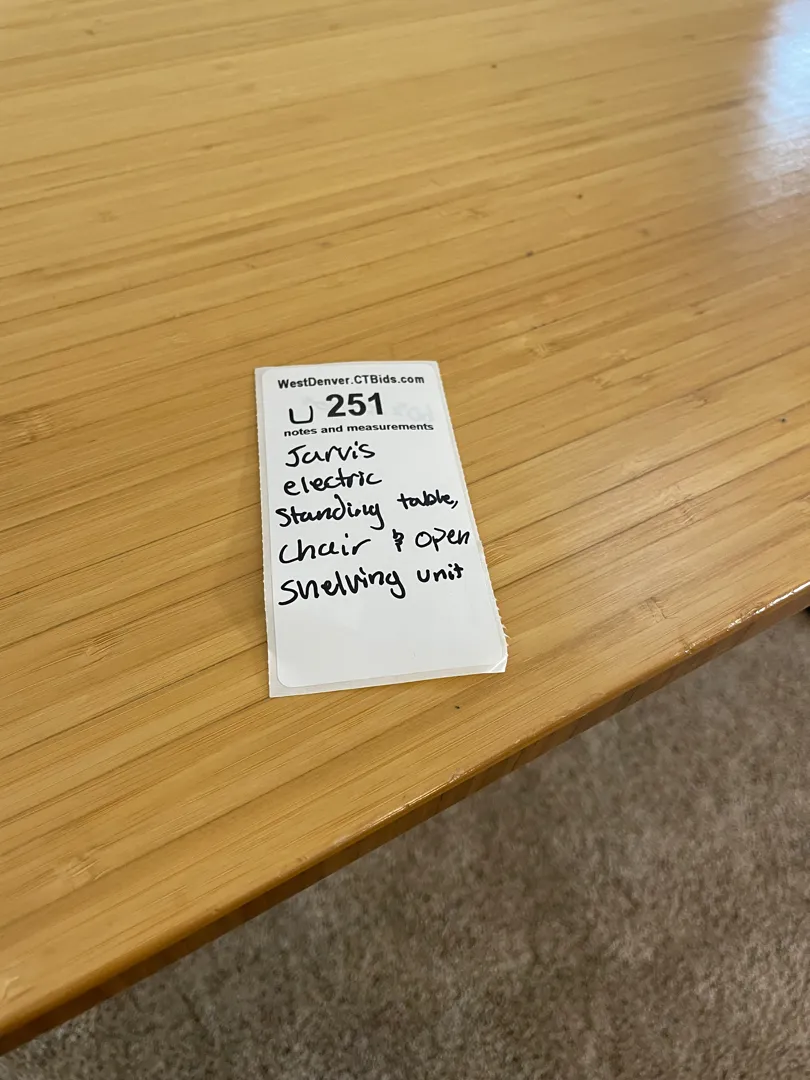 WestDenver.CTBids.com
U 251
notes and measurements
Jarvis
electric
standing table,
chair & open
shelving unit